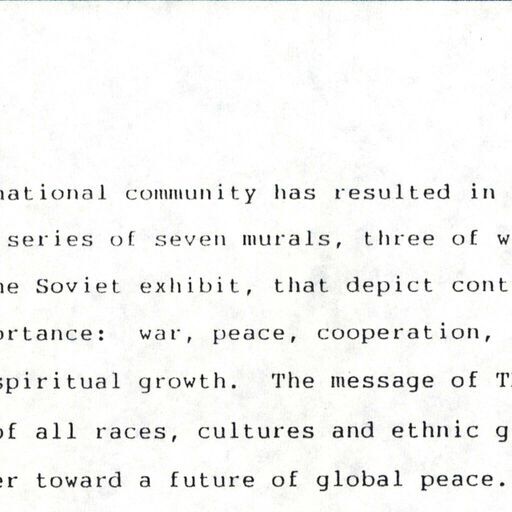 national community has resulted in
series of seven murals, three of w
he Soviet exhibit, that depict cont
ortance:  war, peace, cooperation,
spiritual growth.  The message of T
of all races, cultures and ethnic g
er toward a future of global peace.